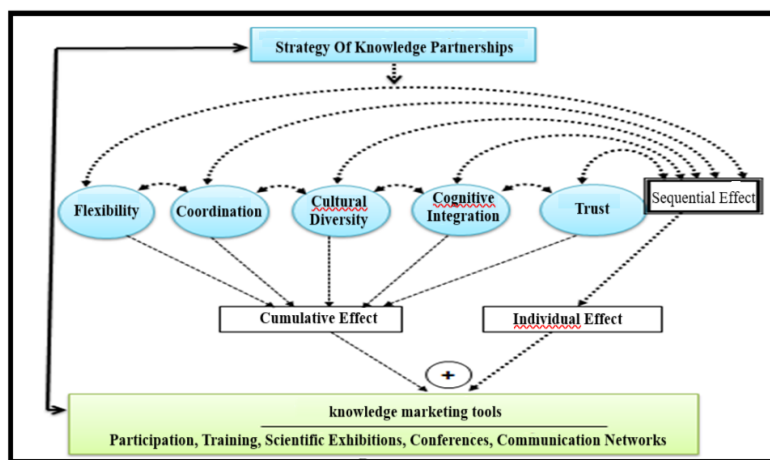 Strategy Of Knowledge Partnerships
Flexibility
Coordination
Cultural
Diversity
Cognitive
Integration
Trust
Sequential Effect
Cumulative Effect
Individual Effect
+
knowledge marketing tools
Participation, Training, Scientific Exhibitions, Conferences, Communication Networks